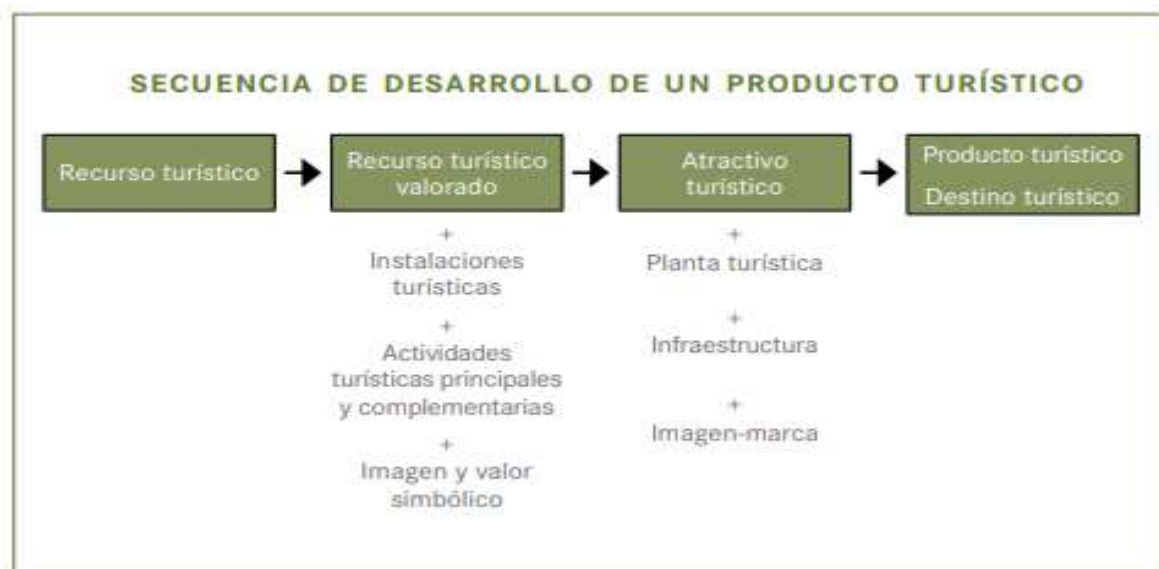 SECUENCIA DE DESARROLLO DE UN PRODUCTO TURÍSTICO
Recurso turístico
Recurso turístico
valorado
+
Instalaciones
turísticas
+
Actividades
turísticas principales
y complementarias
+
Imagen y valor
simbólico
Atractivo
turístico
+
Planta turística
+
Infraestructura
+
Imagen-marca
Producto turístico
Destino turístico